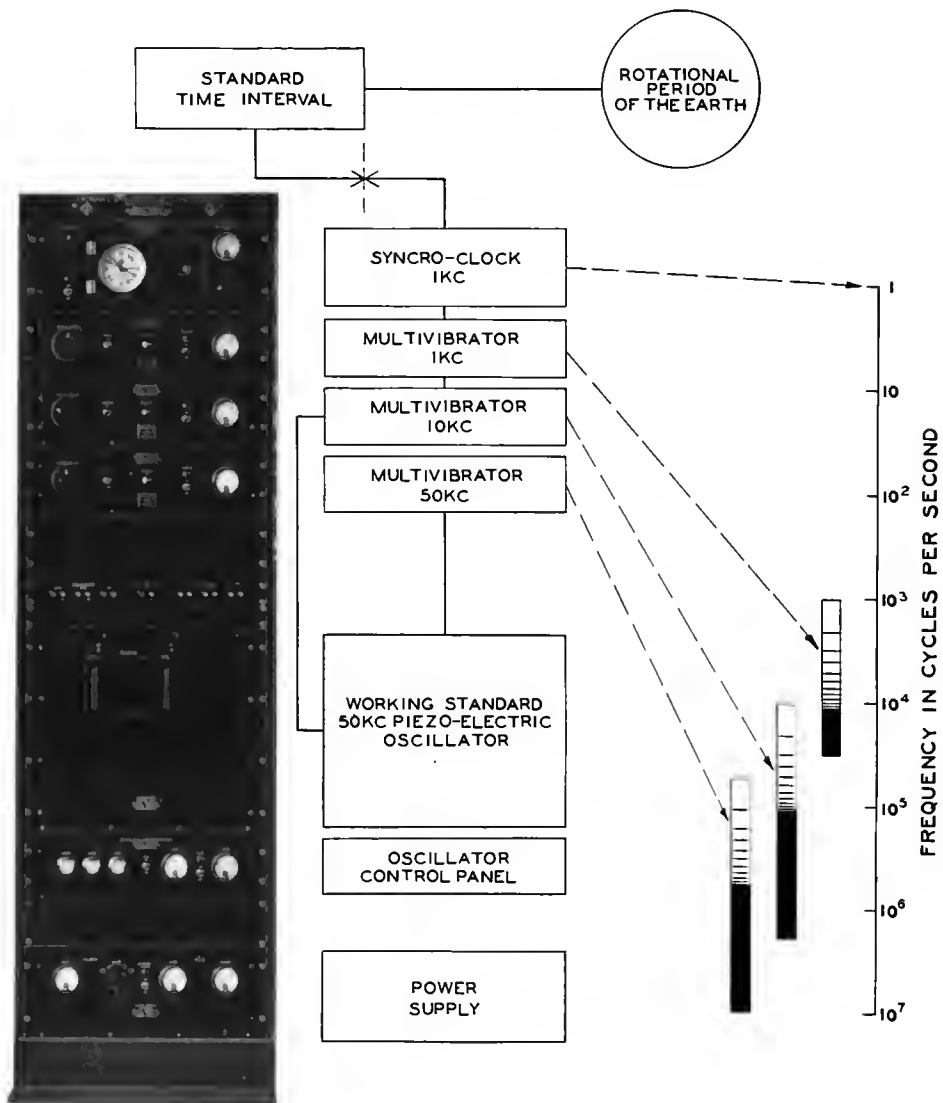 STANDARD
TIME INTERVAL
ROTATIONAL
PERIOD
OF THE EARTH
SYNCRO-CLOCK
1KC
MULTIVIBRATOR
1KC
MULTIVIBRATOR
10KC
MULTIVIBRATOR
50KC
WORKING STANDARD
50KC PIEZO-ELECTRIC
OSCILLATOR
OSCILLATOR
CONTROL PANEL
POWER
SUPPLY
1
10
10²
10³
10⁴
10⁵
10⁶
10⁷
FREQUENCY IN CYCLES PER SECOND